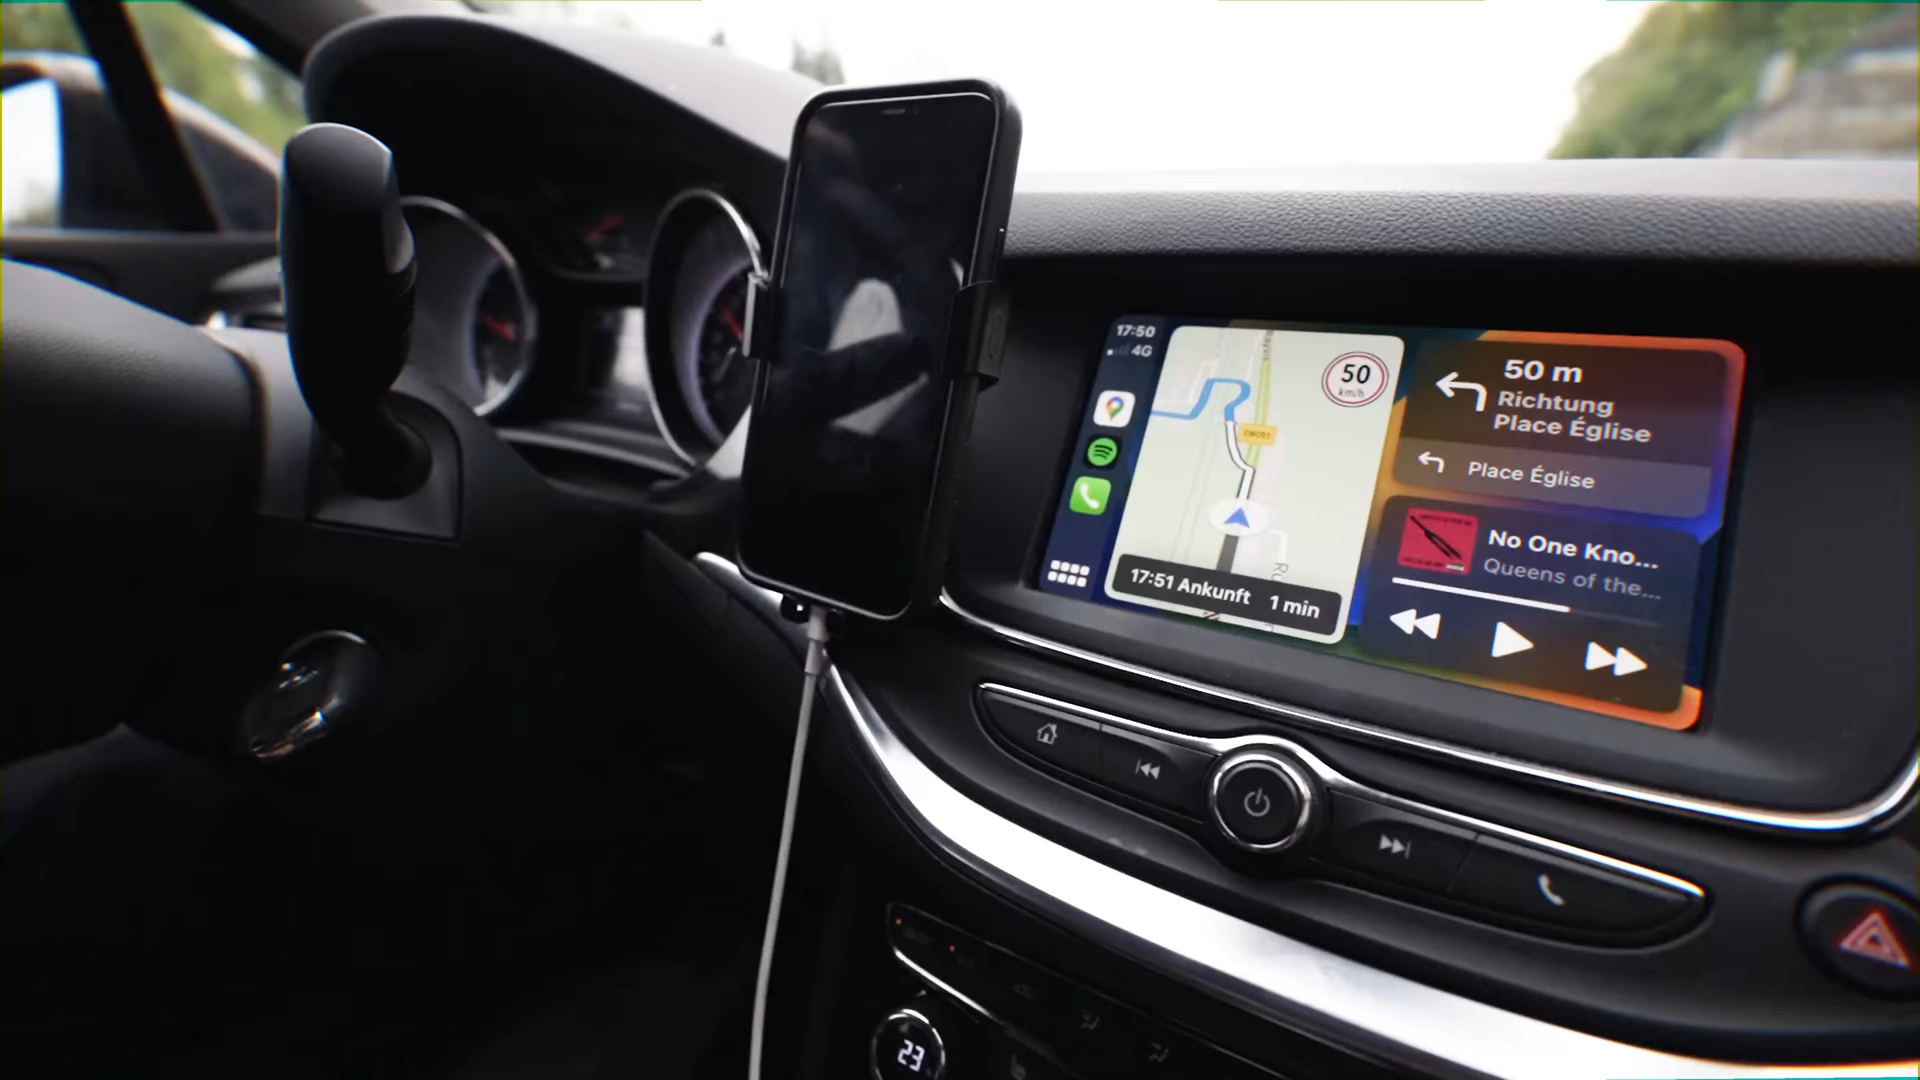 17:50
4G
50
km/h
17:51 Ankunft 1 min
50 m
Richtung
Place Église
Place Église
No One Kno...
Queens of the...
23